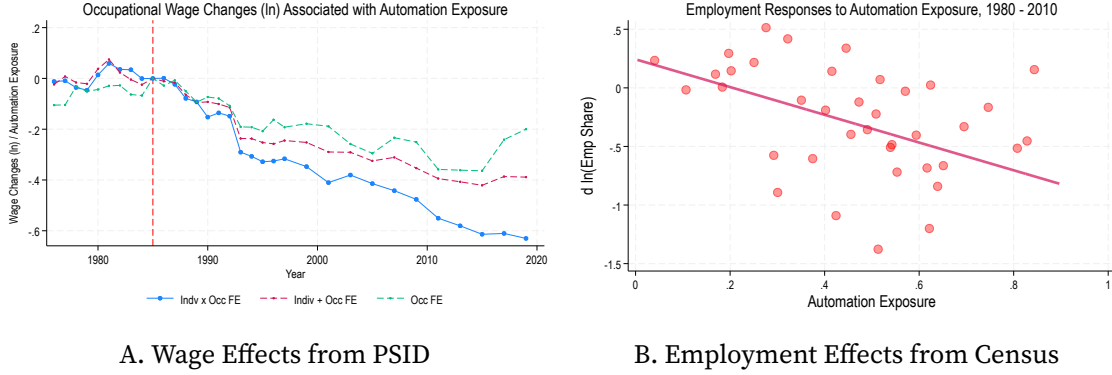 Occupational Wage Changes (ln) Associated with Automation Exposure
Wage Changes (ln) / Automation Exposure
.2
0
-.2
-.4
-.6
1980
1990
2000
2010
2020
Year
Indv x Occ FE
Indiv + Occ FE
Occ FE
A. Wage Effects from PSID
Employment Responses to Automation Exposure, 1980 - 2010
d ln(Emp Share)
.5
0
-.5
-1
-1.5
0
.2
.4
.6
.8
1
Automation Exposure
B. Employment Effects from Census